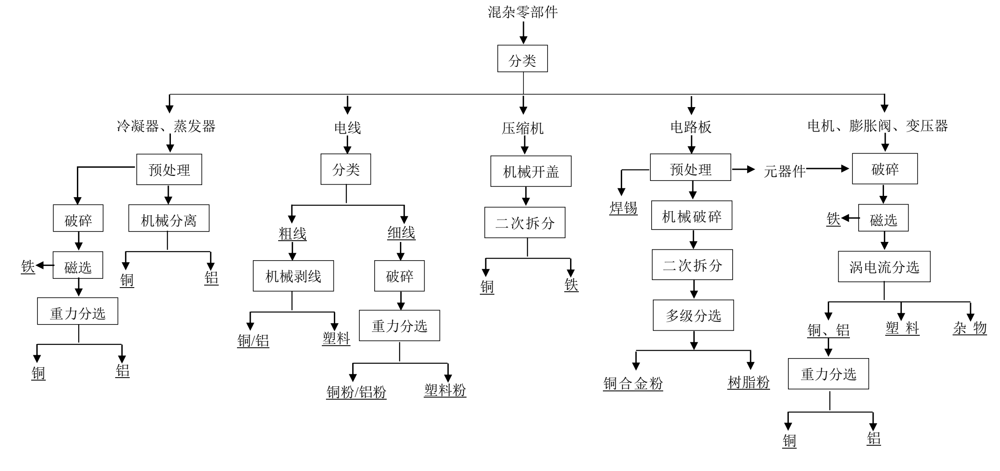 混杂零部件
分类
冷凝器、蒸发器
电线
压缩机
电路板
电机、膨胀阀、变压器
预处理
分类
机械开盖
预处理
元器件
破碎
破碎
机械分离
二次拆分
焊锡
机械破碎
铁
磁选
粗线
细线
铁
磁选
铜
铝
机械剥线
破碎
铜
铁
二次拆分
涡电流分选
重力分选
铜/铝
塑料
重力分选
多级分选
铜、铝
塑 料
杂 物
铜
铝
铜粉/铝粉
塑料粉
铜合金粉
树脂粉
重力分选
铜
铝